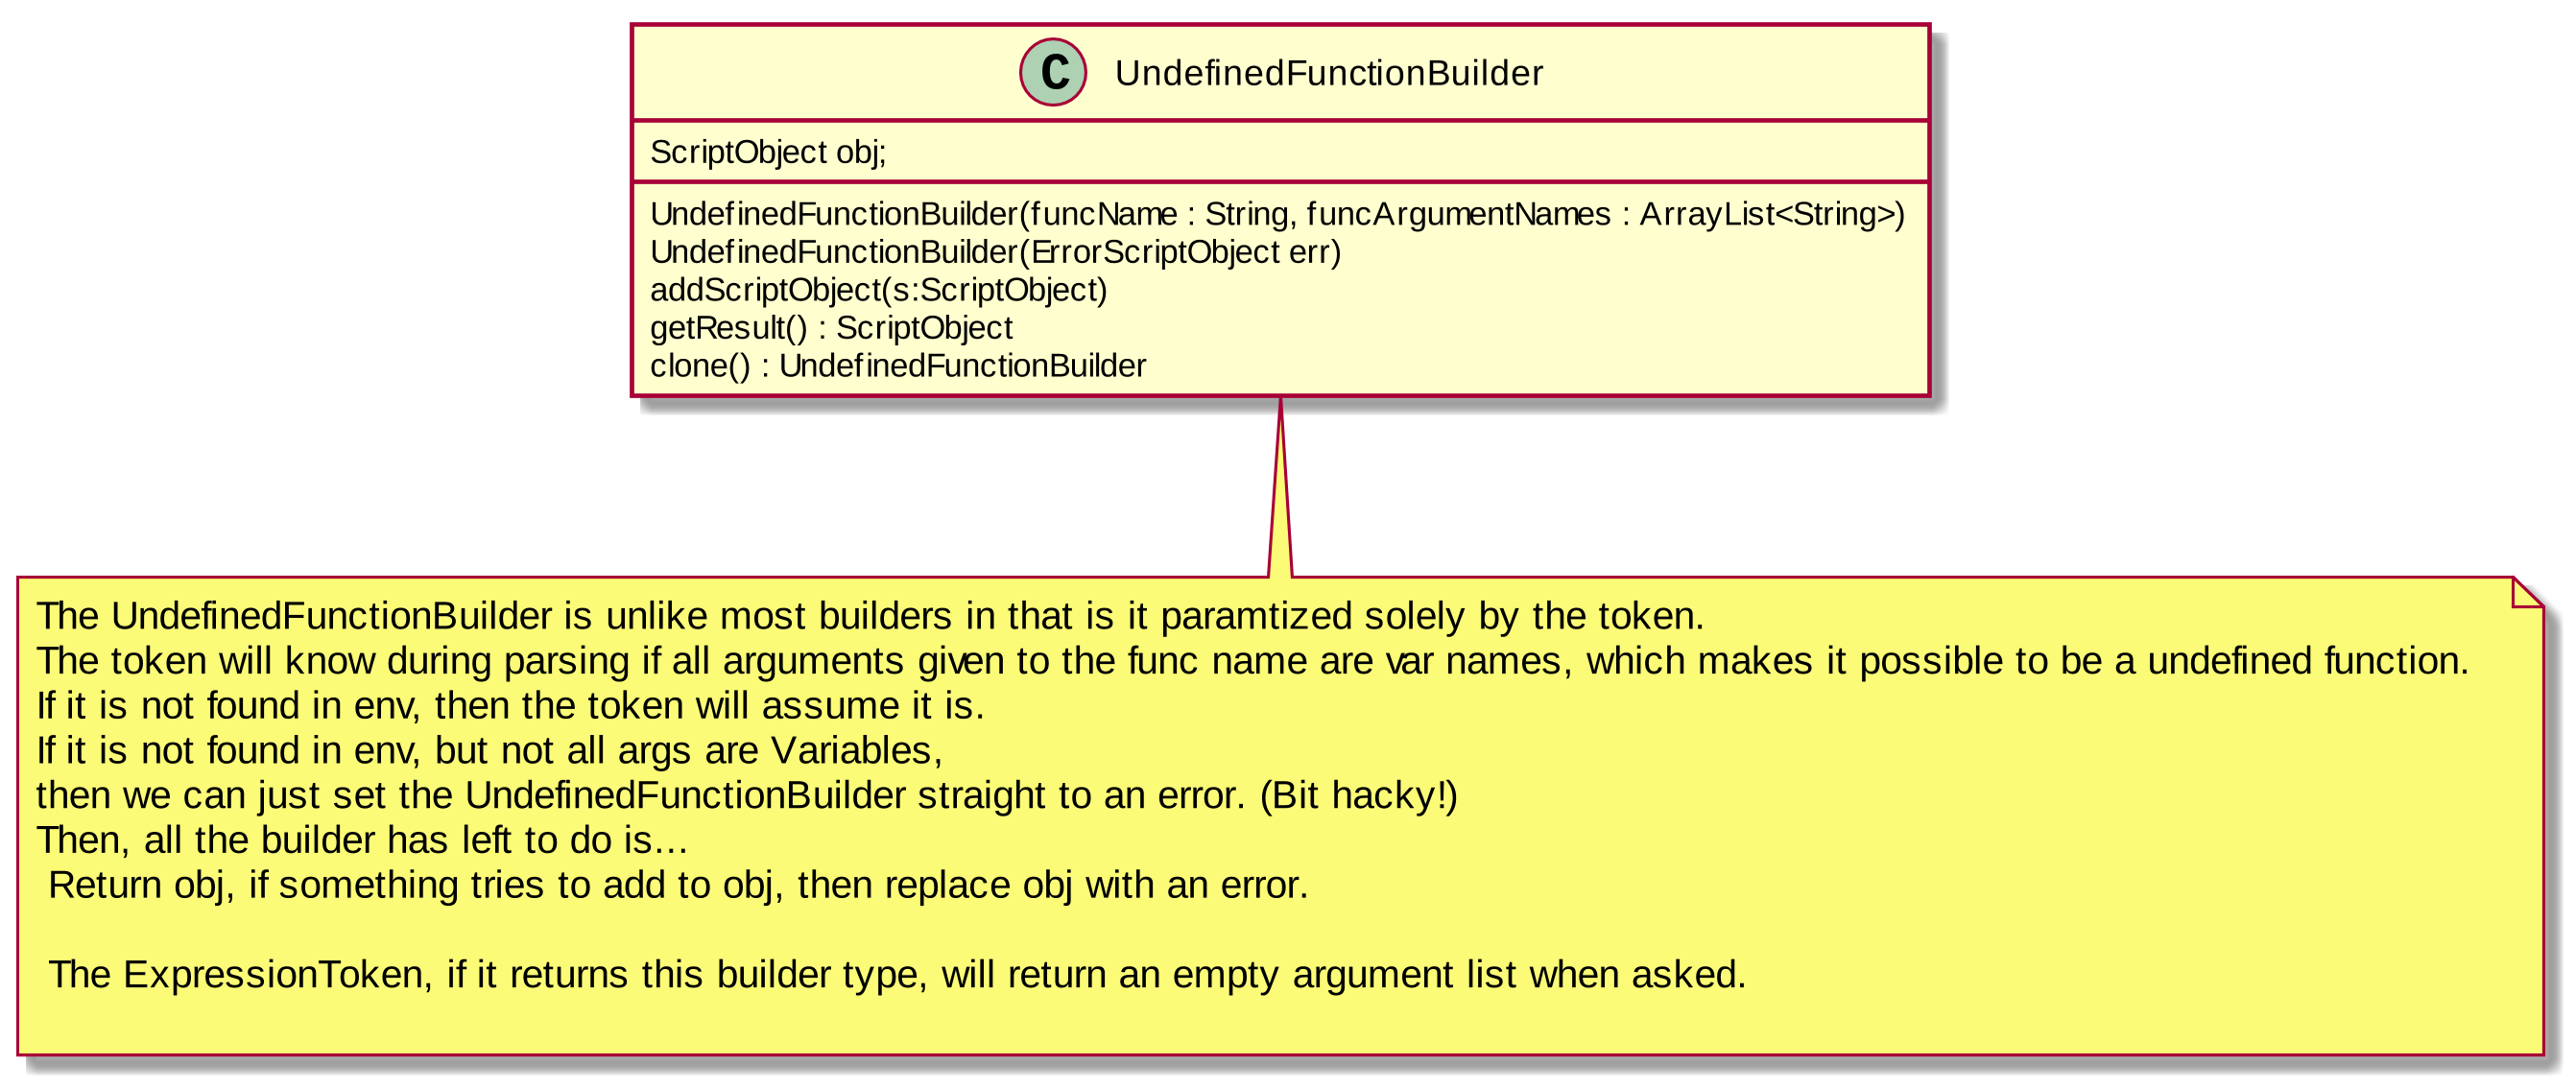 C UndefinedFunctionBuilder
ScriptObject obj;
UndefinedFunctionBuilder(funcName : String, funcArgumentNames : ArrayList<String>)
UndefinedFunctionBuilder(ErrorScriptObject err)
addScriptObject(s:ScriptObject)
getResult() : ScriptObject
clone() : UndefinedFunctionBuilder
The UndefinedFunctionBuilder is unlike most builders in that is it paramtized solely by the token.
The token will know during parsing if all arguments given to the func name are var names, which makes it possible to be a undefined function.
If it is not found in env, then the token will assume it is.
If it is not found in env, but not all args are Variables,
then we can just set the UndefinedFunctionBuilder straight to an error. (Bit hacky!)
Then, all the builder has left to do is...
Return obj, if something tries to add to obj, then replace obj with an error.
The ExpressionToken, if it returns this builder type, will return an empty argument list when asked.